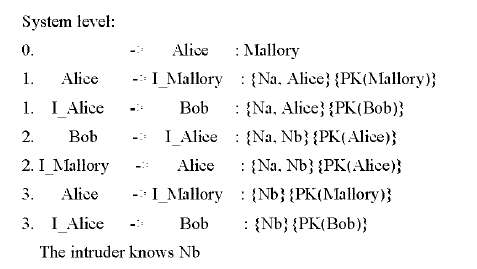 System level:
0. -> Alice : Mallory
1. Alice -> I_Mallory : {Na, Alice}{PK(Mallory)}
1. I_Alice -> Bob : {Na, Alice}{PK(Bob)}
2. Bob -> I_Alice : {Na, Nb}{PK(Alice)}
2. I_Mallory -> Alice : {Na, Nb}{PK(Alice)}
3. Alice -> I_Mallory : {Nb}{PK(Mallory)}
3. I_Alice -> Bob : {Nb}{PK(Bob)}
The intruder knows Nb